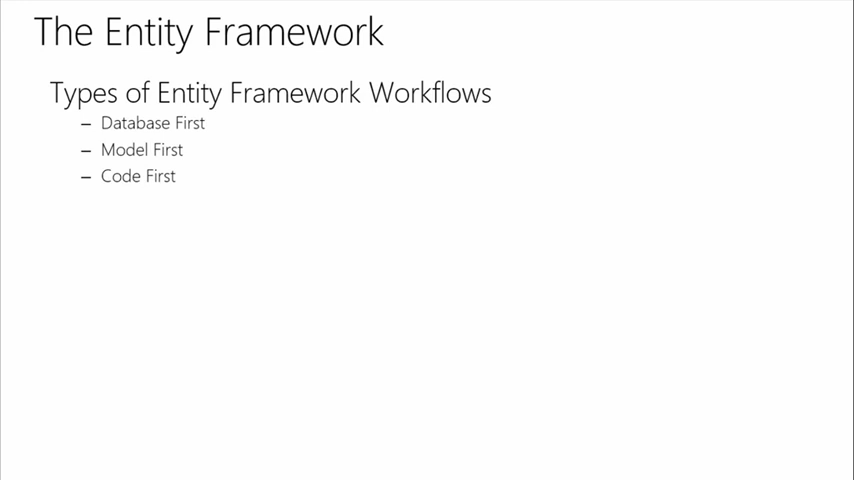 The Entity Framework
Types of Entity Framework Workflows
– Database First
– Model First
– Code First